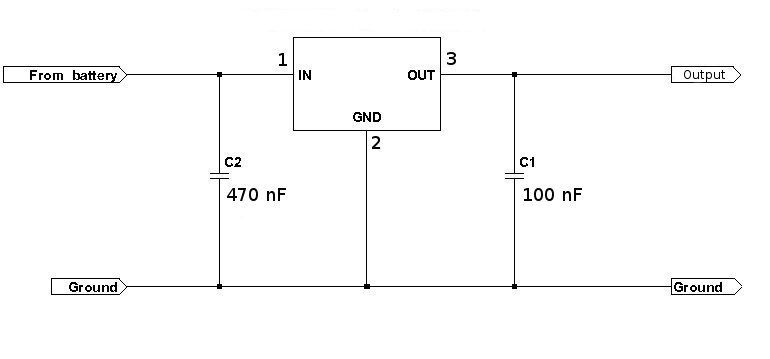 1
3
From battery
IN
OUT
Output
GND
2
C2
470 nF
C1
100 nF
Ground
Ground